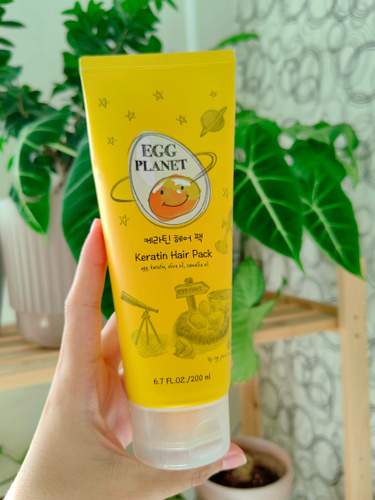 EGG
PLANET
케라틴 헤어 팩
Keratin Hair Pack
egg, keratin, olive oil, camellia oil
6.7 FL.OZ./200 ml